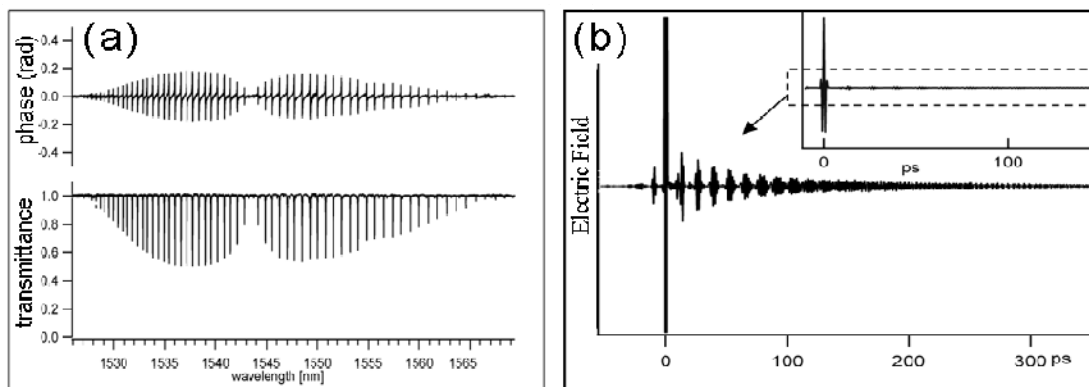 (a)
phase (rad)
0.4
0.2
0.0
-0.2
-0.4
transmittance
1.0
0.8
0.6
0.4
0.2
0.0
1530 1535 1540 1545 1550 1555 1560 1565
wavelength [nm]
(b)
Electric Field
0 100
ps
0 100 200 300 ps